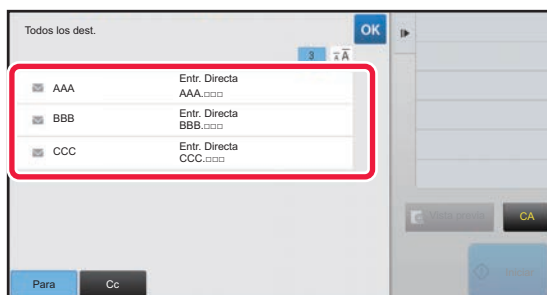 Todos los dest.
OK
3
AA
AAA
Entr. Directa
AAA.□□□
BBB
Entr. Directa
BBB.□□□
CCC
Entr. Directa
CCC.□□□
CA
Para
Cc